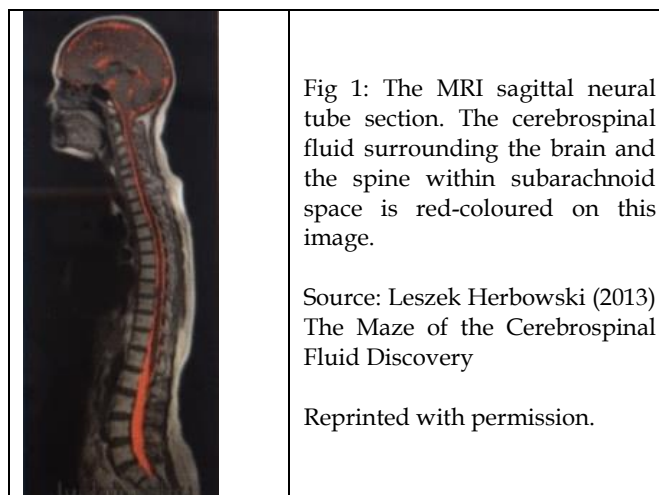 Fig 1: The MRI sagittal neural
tube section. The cerebrospinal
fluid surrounding the brain and
the spine within subarachnoid
space is red-coloured on this
image.
Source: Leszek Herbowski (2013)
The Maze of the Cerebrospinal
Fluid Discovery
Reprinted with permission.